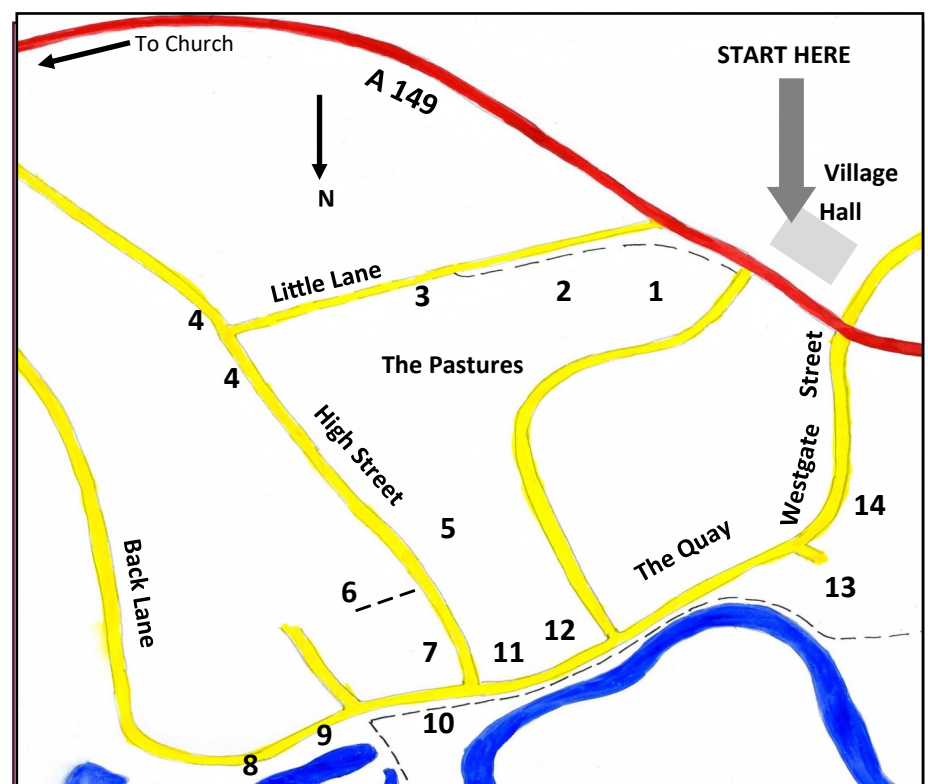 To Church
START HERE
A 149
Village
Hall
N
Little Lane
3
2
1
4
The Pastures
4
Westgate Street
High Street
14
5
The Quay
Back Lane
6
13
12
7
11
10
9
8